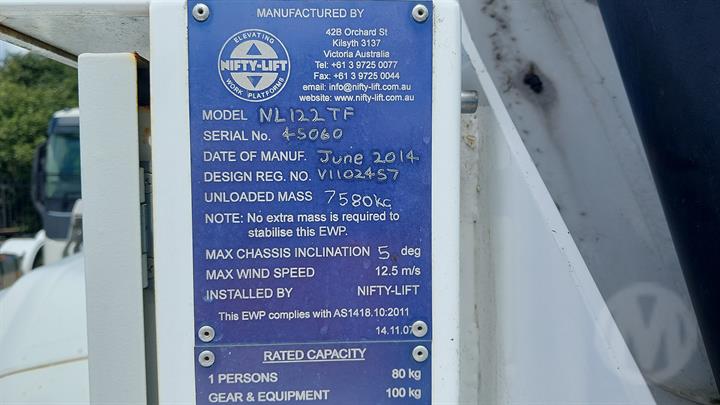 MANUFACTURED BY
ELEVATING
NIFTY-LIFT
WORK PLATFORMS
42B Orchard St
Kilsyth 3137
Victoria Australia
Tel: +61 3 9725 0077
Fax: +61 3 9725 0044
email: info@nifty-lift.com.au
website: www.nifty-lift.com.au
MODEL NL122TF
SERIAL No. 45060
DATE OF MANUF. June 2014
DESIGN REG. NO. V1102457
UNLOADED MASS 7580kg
NOTE: No extra mass is required to
stabilise this EWP.
MAX CHASSIS INCLINATION 5 deg
MAX WIND SPEED 12.5 m/s
INSTALLED BY NIFTY-LIFT
This EWP complies with AS1418.10:2011
14.11.07
RATED CAPACITY
1 PERSONS 80 kg
GEAR & EQUIPMENT 100 kg
M